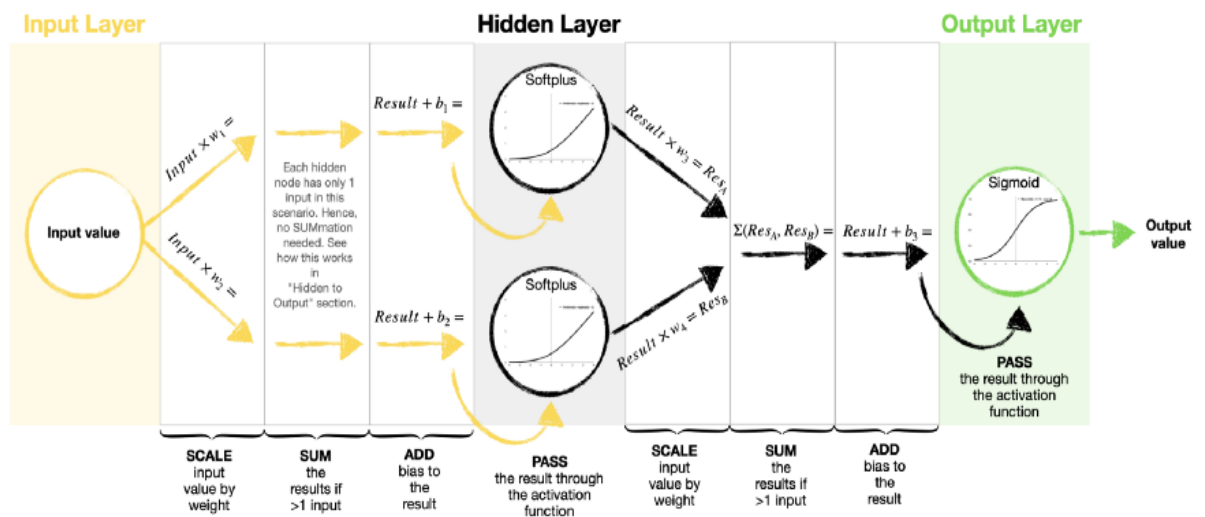 Input Layer
Hidden Layer
Output Layer
Input value
Input × w₁ =
Input × w₂ =
Each hidden
node has only 1
input in this
scenario. Hence,
no SUMmation
needed. See
how this works
in
"Hidden to
Output" section.
Result + b₁ =
Result + b₂ =
Softplus
Softplus
Result × w₃ = Res_A
Result × w₄ = Res_B
Σ(Res_A, Res_B) =
Result + b₃ =
Sigmoid
Output
value
PASS
the result through
the activation
function
SCALE
input
value by
weight
SUM
the
results if
>1 input
ADD
bias to
the
result
PASS
the result through
the activation
function
SCALE
input
value by
weight
SUM
the
results if
>1 input
ADD
bias to
the
result